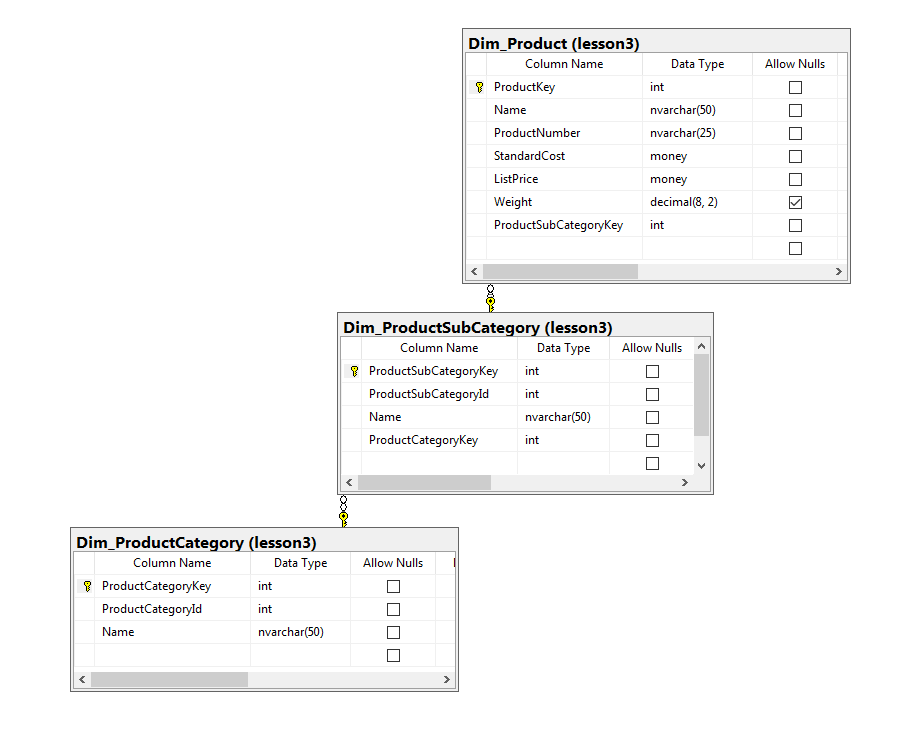 Dim_Product (lesson3)
Column Name Data Type Allow Nulls
ProductKey int
Name nvarchar(50)
ProductNumber nvarchar(25)
StandardCost money
ListPrice money
Weight decimal(8, 2)
ProductSubCategoryKey int
Dim_ProductSubCategory (lesson3)
Column Name Data Type Allow Nulls
ProductSubCategoryKey int
ProductSubCategoryId int
Name nvarchar(50)
ProductCategoryKey int
Dim_ProductCategory (lesson3)
Column Name Data Type Allow Nulls
ProductCategoryKey int
ProductCategoryId int
Name nvarchar(50)